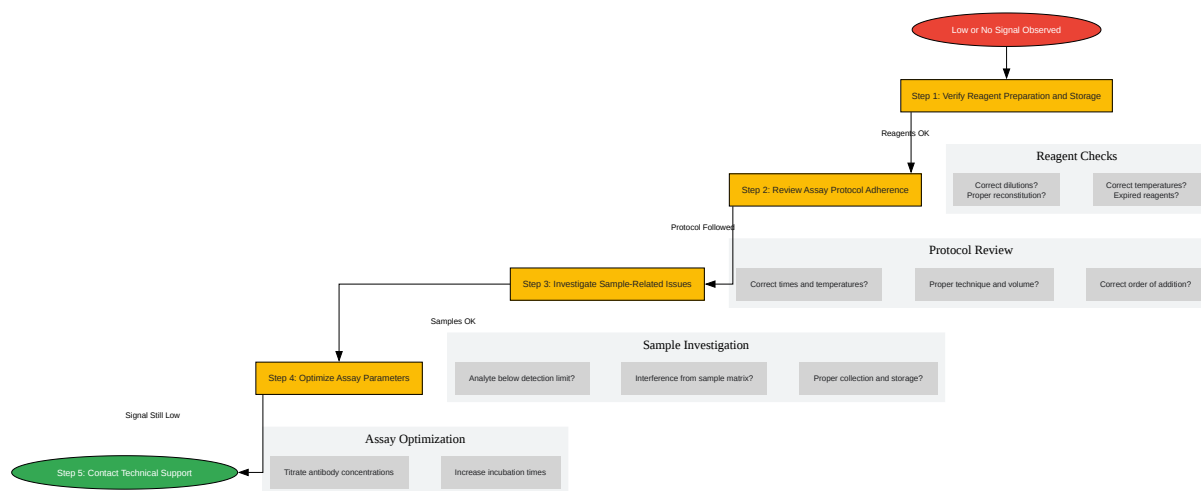 Low or No Signal Observed
Step 1: Verify Reagent Preparation and Storage
Reagents OK
Reagent Checks
Correct dilutions?
Proper reconstitution?
Correct temperatures?
Expired reagents?
Step 2: Review Assay Protocol Adherence
Protocol Followed
Protocol Review
Correct times and temperatures?
Proper technique and volume?
Correct order of addition?
Step 3: Investigate Sample-Related Issues
Samples OK
Sample Investigation
Analyte below detection limit?
Interference from sample matrix?
Proper collection and storage?
Step 4: Optimize Assay Parameters
Signal Still Low
Assay Optimization
Titrate antibody concentrations
Increase incubation times
Step 5: Contact Technical Support